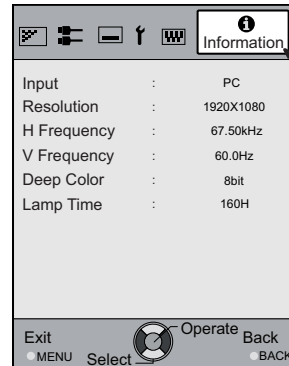 Information
Input : PC
Resolution : 1920X1080
H Frequency : 67.50kHz
V Frequency : 60.0Hz
Deep Color : 8bit
Lamp Time : 160H
Exit
MENU
Select
Operate
Back
BACK